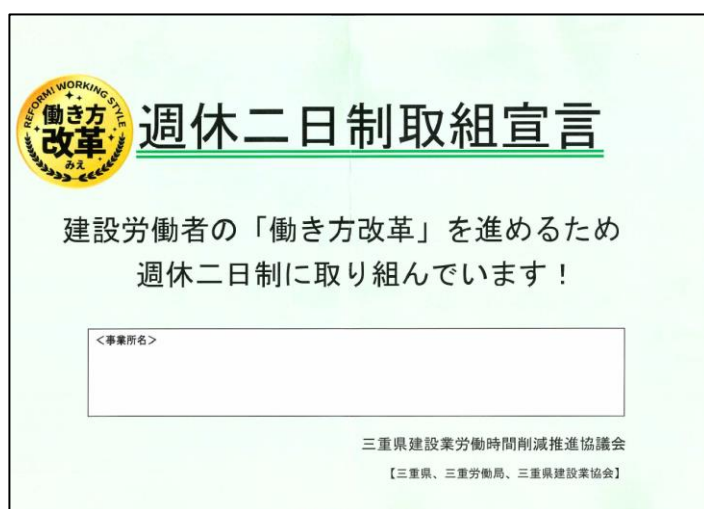 REFORM! WORKING STYLE
働き方
改革
みえ
週休二日制取組宣言
建設労働者の「働き方改革」を進めるため
週休二日制に取り組んでいます！
＜事業所名＞
三重県建設業労働時間削減推進協議会
【三重県、三重労働局、三重県建設業協会】